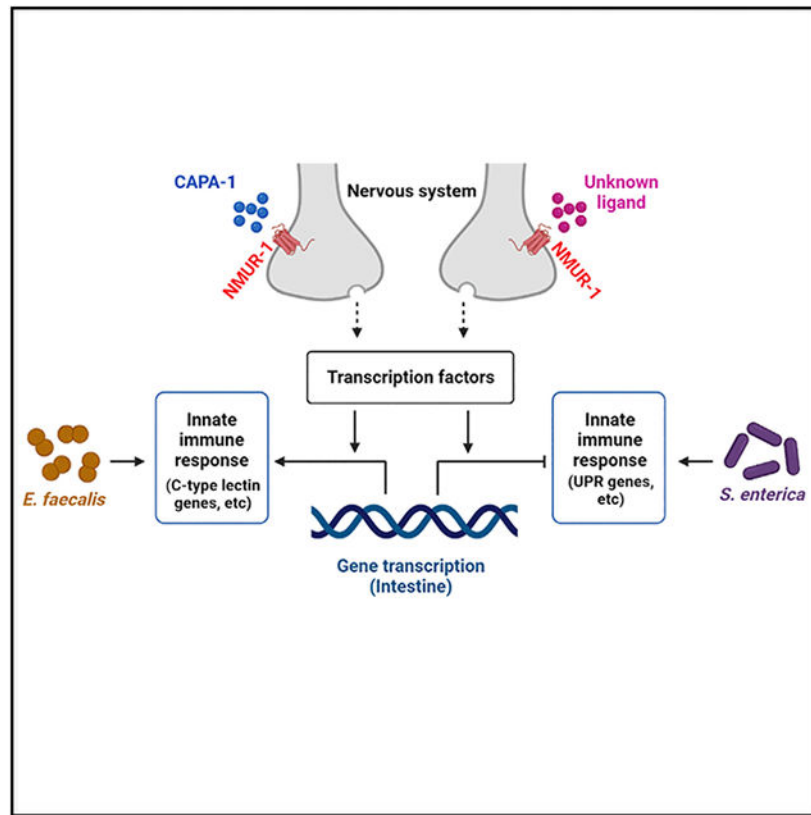 CAPA-1
Nervous system
Unknown
ligand
NMUR-1
NMUR-1
Transcription factors
Innate
immune
response
(C-type lectin
genes, etc)
Innate
immune
response
(UPR genes,
etc)
E. faecalis
S. enterica
Gene transcription
(Intestine)